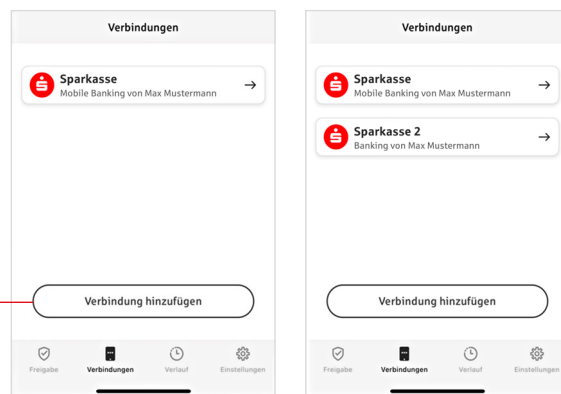 Verbindungen
Sparkasse
Mobile Banking von Max Mustermann
Verbindung hinzufügen
Freigabe
Verbindungen
Verlauf
Einstellungen
Verbindungen
Sparkasse
Mobile Banking von Max Mustermann
Sparkasse 2
Banking von Max Mustermann
Verbindung hinzufügen
Freigabe
Verbindungen
Verlauf
Einstellungen